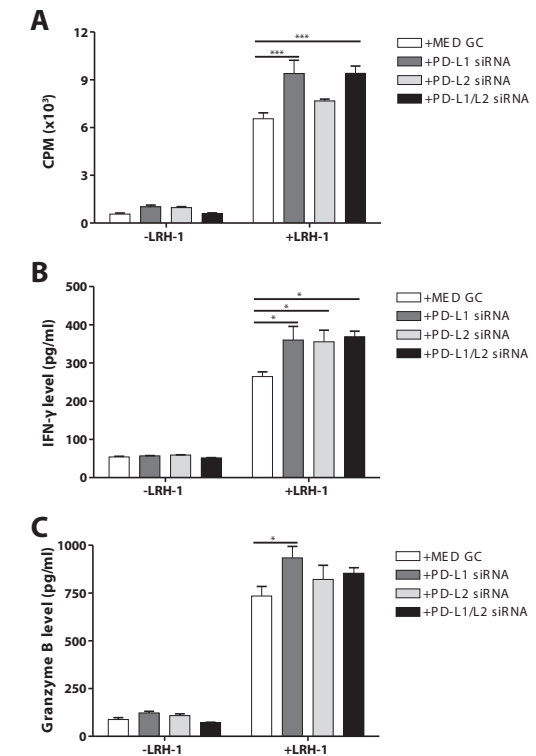 A
CPM (x10³)
12
9
6
3
0
***
***
-LRH-1
+LRH-1
+MED GC
+PD-L1 siRNA
+PD-L2 siRNA
+PD-L1/L2 siRNA
B
IFN-γ level (pg/ml)
500
400
300
200
100
0
*
*
*
-LRH-1
+LRH-1
+MED GC
+PD-L1 siRNA
+PD-L2 siRNA
+PD-L1/L2 siRNA
C
Granzyme B level (pg/ml)
1000
750
500
250
0
*
-LRH-1
+LRH-1
+MED GC
+PD-L1 siRNA
+PD-L2 siRNA
+PD-L1/L2 siRNA